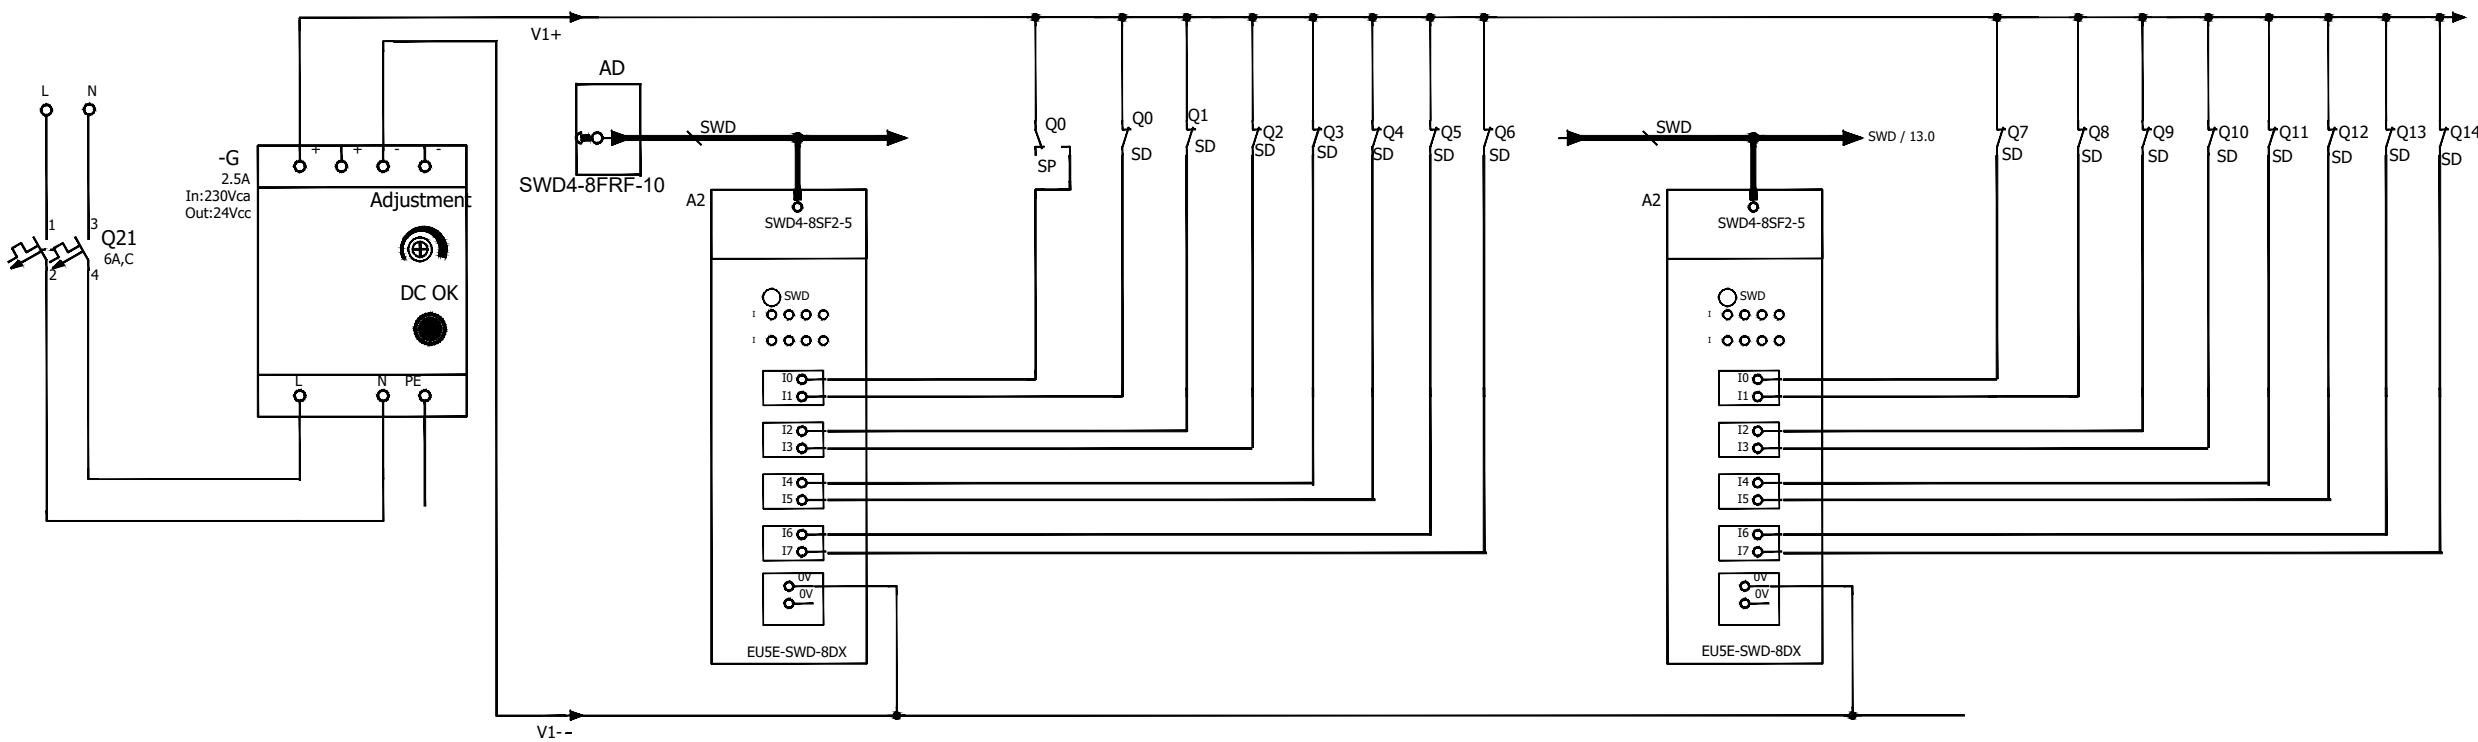 V1+
L
N
-G
2.5A
In:230Vca
Out:24Vcc
+
+
-
-
Adjustment
DC OK
L
N
PE
1
3
Q21
6A,C
2
4
AD
SWD
SWD4-8FRF-10
A2
SWD4-8SF2-5
SWD
I
I
I0
I1
I2
I3
I4
I5
I6
I7
0V
0V
EU5E-SWD-8DX
Q0
SP
Q0
SD
Q1
SD
Q2
SD
Q3
SD
Q4
SD
Q5
SD
Q6
SD
SWD
SWD / 13.0
A2
SWD4-8SF2-5
SWD
I
I
I0
I1
I2
I3
I4
I5
I6
I7
0V
0V
EU5E-SWD-8DX
Q7
SD
Q8
SD
Q9
SD
Q10
SD
Q11
SD
Q12
SD
Q13
SD
Q14
SD
V1--